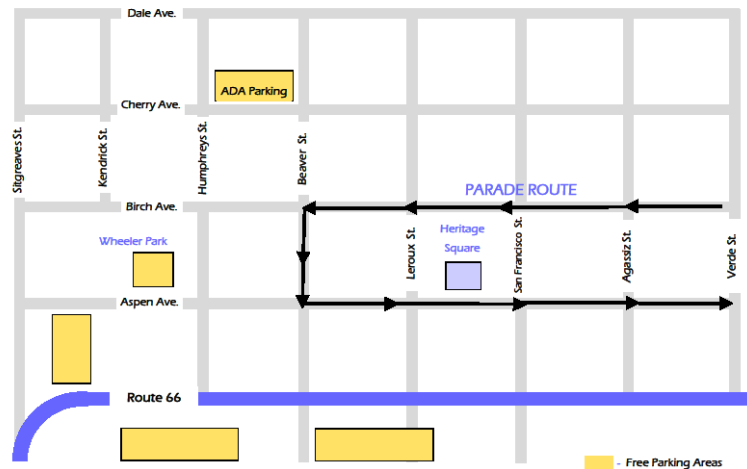 Dale Ave.
ADA Parking
Cherry Ave.
Sitgreaves St.
Kendrick St.
Humphreys St.
Beaver St.
PARADE ROUTE
Birch Ave.
Wheeler Park
Leroux St.
Heritage
Square
San Francisco St.
Agassiz St.
Verde St.
Aspen Ave.
Route 66
- Free Parking Areas